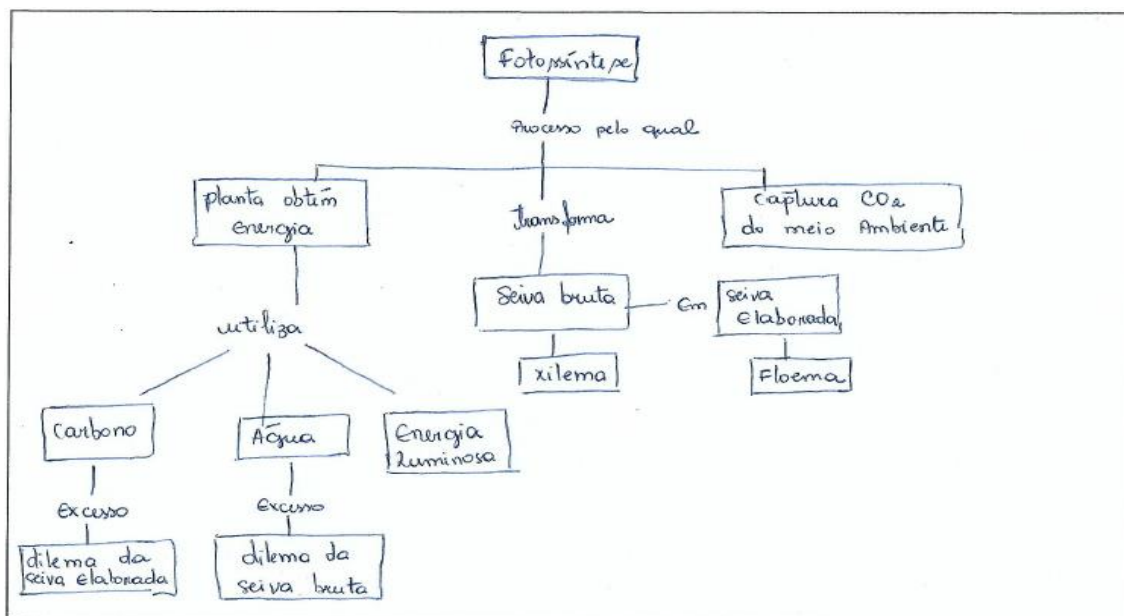 Fotossíntese
Processo pelo qual
planta obtém
energia
transforma
Captura CO2
do meio Ambiente
Seiva bruta
Em
seiva
Elaborada
xilema
Floema
utiliza
Carbono
Água
Energia
Luminosa
Excesso
Excesso
dilema da
seiva Elaborada
dilema da
seiva bruta